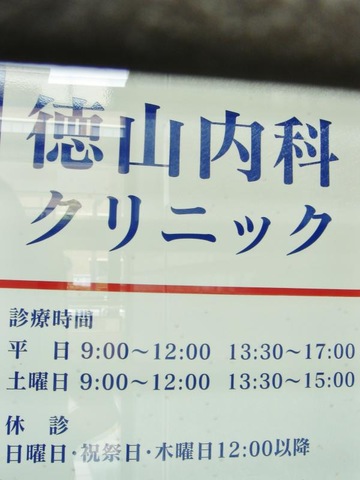 徳山内科
クリニック
診療時間
平　日 9:00～12:00 13:30～17:00
土曜日 9:00～12:00 13:30～15:00
休　診
日曜日・祝祭日・木曜日12:00以降